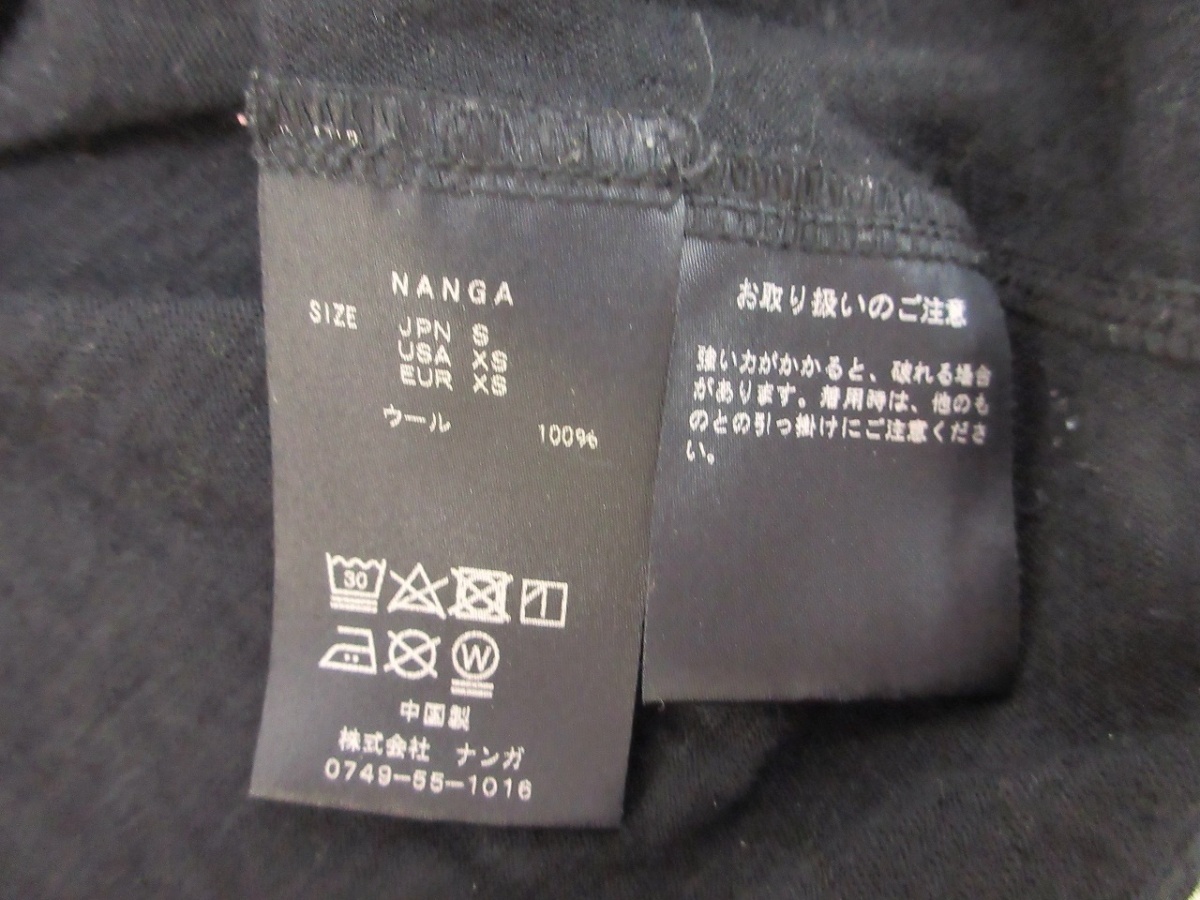 NANGA
SIZE JPN S
USA XS
EUR XS
ウール 100%
30
W
中国製
株式会社 ナンガ
0749-55-1016
お取り扱いのご注意
強い力がかかると、破れる場合
があります。着用時は、他のも
のとの引っ掛けにご注意くださ
い。